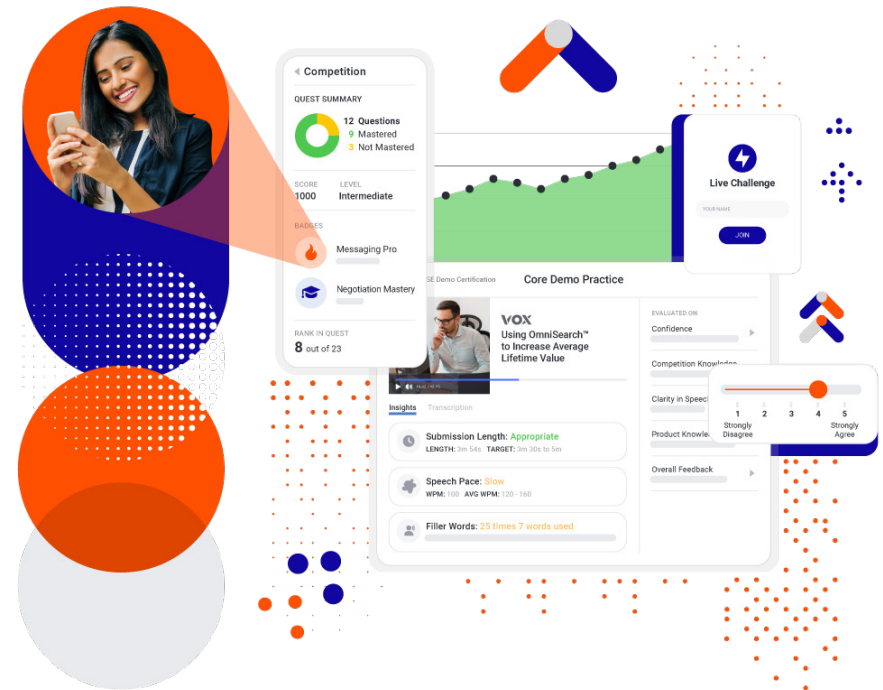 Competition
QUEST SUMMARY
12 Questions
9 Mastered
3 Not Mastered
SCORE LEVEL
1000 Intermediate
BADGES
Messaging Pro
Negotiation Mastery
RANK IN QUEST
8 out of 23
Live Challenge
YOUR NAME
JOIN
SE Demo Certification
Core Demo Practice
VOX
Using OmniSearch™
to Increase Average
Lifetime Value
Insights Transcription
Submission Length: Appropriate
LENGTH: 3m 54s TARGET: 3m 30s to 5m
Speech Pace: Slow
WPM: 100 AVG WPM: 120 - 160
Filler Words: 25 times 7 words used
EVALUATED ON
Confidence
Competition Knowledge
Clarity in Speec
Product Knowle
Overall Feedback
1 2 3 4 5
Strongly
Disagree
Strongly
Agree